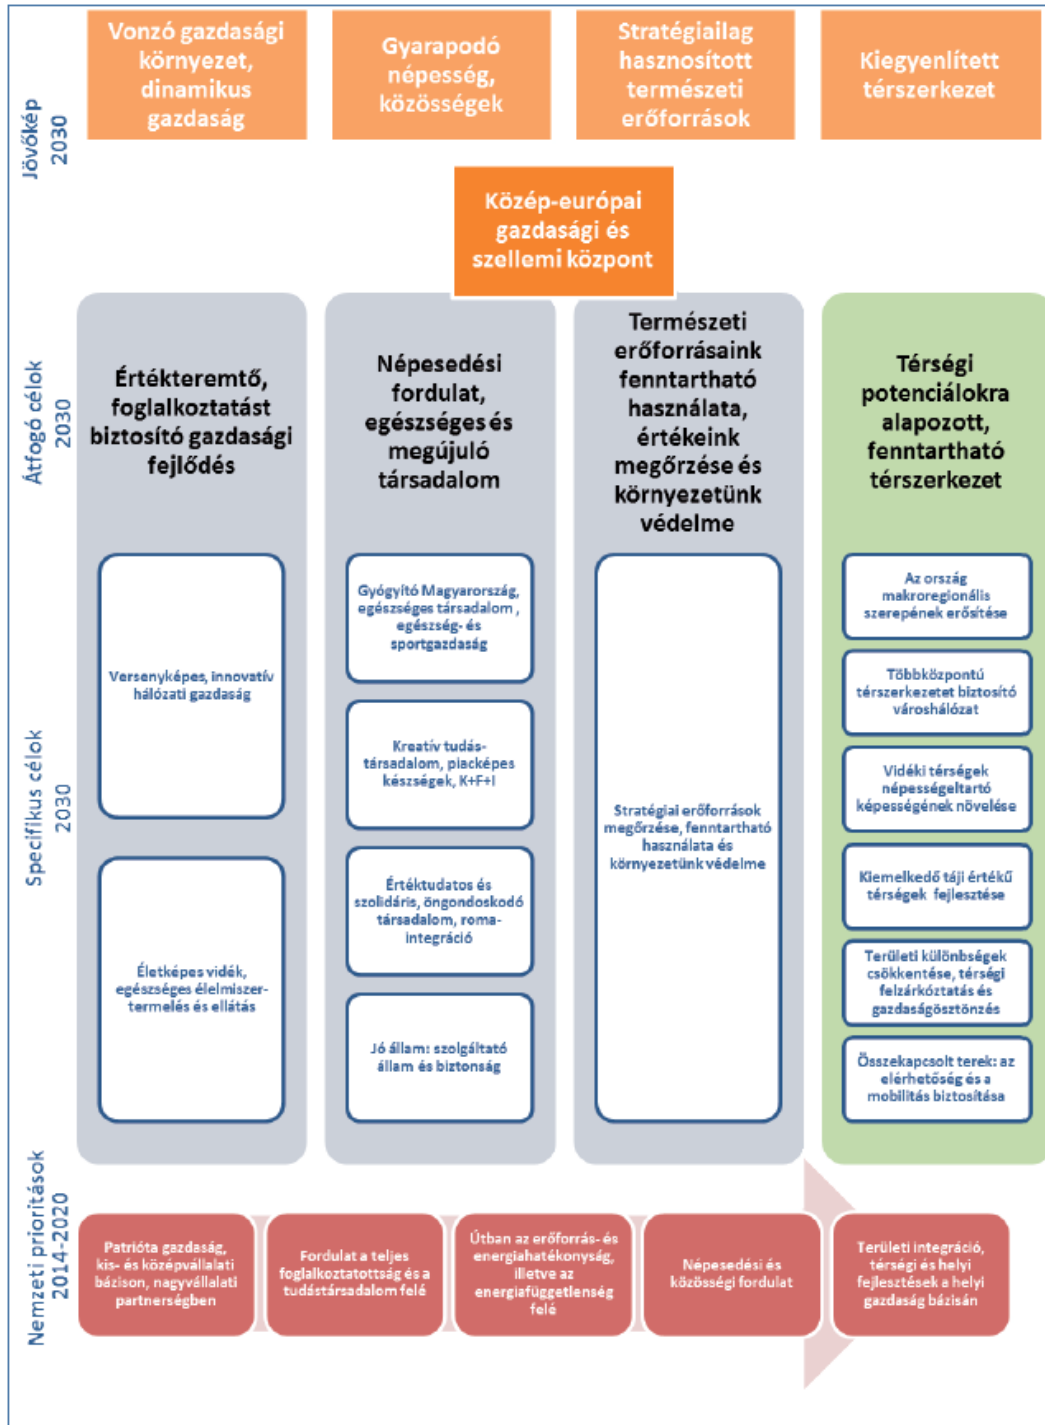 Jövőkép
2030
Vonzó gazdasági
környezet,
dinamikus
gazdaság
Gyarapodó
népesség,
közösségek
Stratégiailag
hasznosított
természeti
erőforrások
Kiegyenlített
térszerkezet
Közép-európai
gazdasági és
szellemi központ
Átfogó célok
2030
Értékteremtő,
foglalkoztatást
biztosító gazdasági
fejlődés
Népesedési
fordulat,
egészséges és
megújuló
társadalom
Természeti
erőforrásaink
fenntartható
használata,
értékeink
megőrzése és
környezetünk
védelme
Térségi
potenciálokra
alapozott,
fenntartható
térszerkezet
Specifikus célok
2030
Versenyképes, innovatív
hálózati gazdaság
Életképes vidék,
egészséges élelmiszer-
termelés és ellátás
Gyógyító Magyarország,
egészséges társadalom ,
egészség- és
sportgazdaság
Kreatív tudás-
társadalom, piacképes
készségek, K+F+I
Értéktudatos és
szolidáris, öngondoskodó
társadalom, roma-
integráció
Jó állam: szolgáltató
állam és biztonság
Stratégiai erőforrások
megőrzése, fenntartható
használata és
környezetünk védelme
Az ország
makroregionális
szerepének erősítése
Többközpontú
térszerkezetet biztosító
városhálózat
Vidéki térségek
népességeltartó
képességének növelése
Kiemelkedő táji értékű
térségek fejlesztése
Területi különbségek
csökkentése, térségi
felzárkóztatás és
gazdaságösztönzés
Összekapcsolt terek: az
elérhetőség és a
mobilitás biztosítása
Nemzeti prioritások
2014-2020
Patrióta gazdaság,
kis- és középvállalati
bázison, nagyvállalati
partnerségben
Fordulat a teljes
foglalkoztatottság és a
tudástársadalom felé
Útban az erőforrás- és
energiahatékonyság,
illetve az
energiafüggetlenség
felé
Népesedési és
közösségi fordulat
Területi integráció,
térségi és helyi
fejlesztések a helyi
gazdaság bázisán